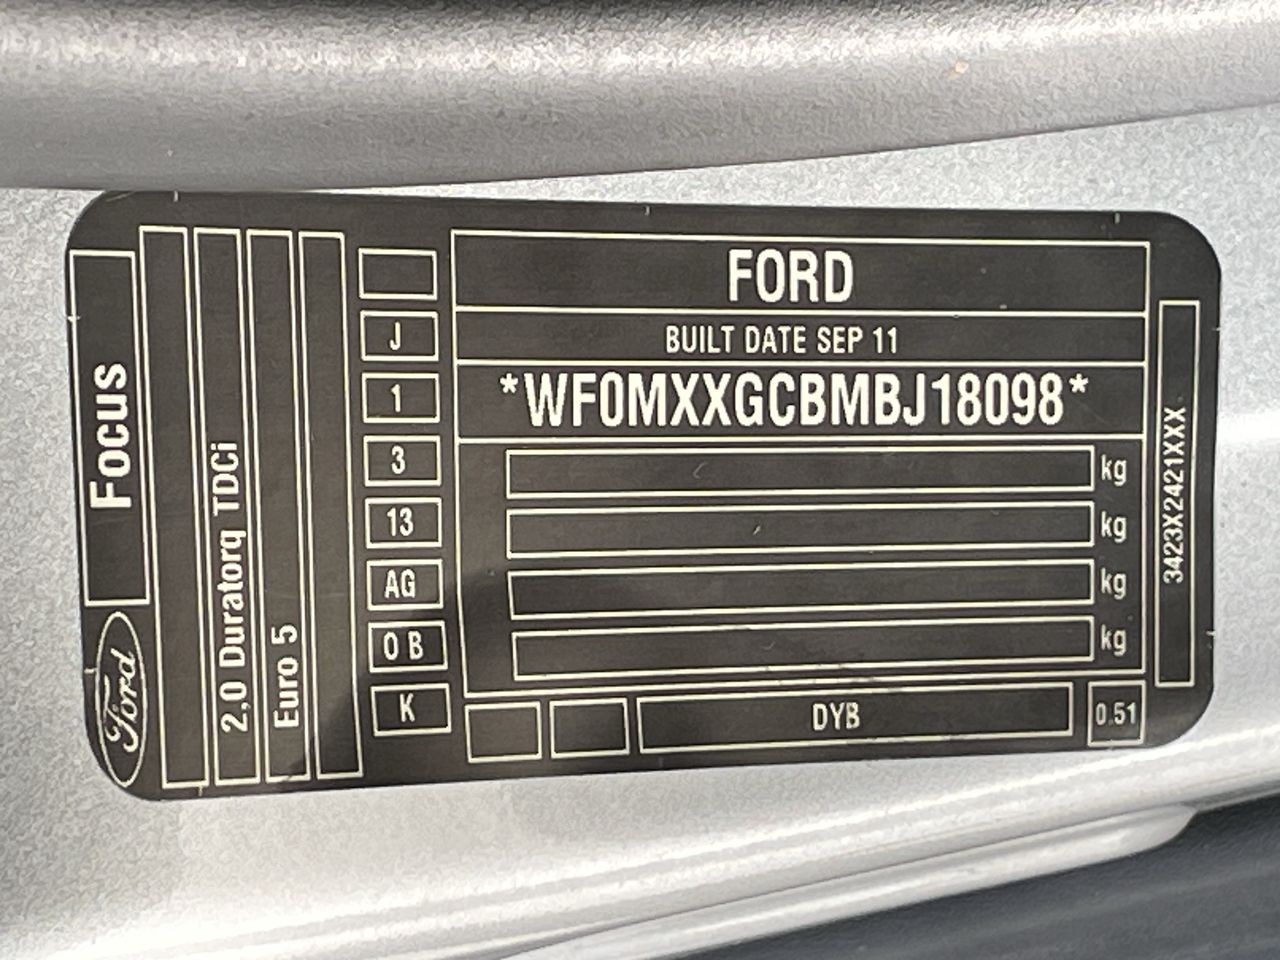 FORD
BUILT DATE SEP 11
*WF0MXXGCBMBJ18098*
kg
kg
kg
kg
DYB
0.51
J
1
3
13
AG
O B
K
Ford
Focus
2,0 Duratorq TDCi
Euro 5
3423X2421XXX